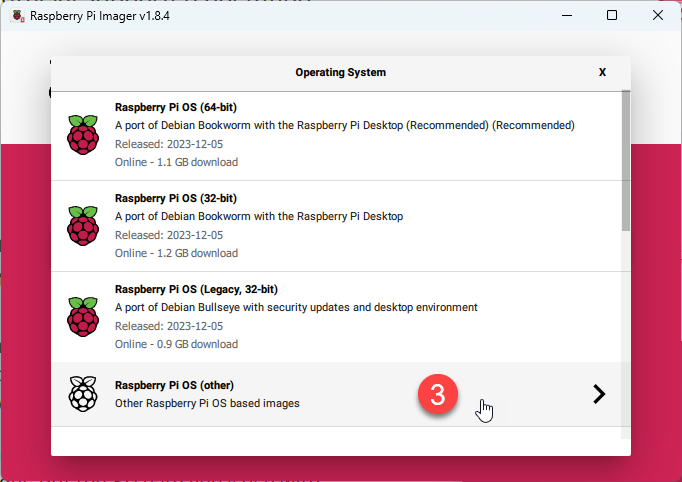 Raspberry Pi Imager v1.8.4
Operating System
X
Raspberry Pi OS (64-bit)
A port of Debian Bookworm with the Raspberry Pi Desktop (Recommended) (Recommended)
Released: 2023-12-05
Online - 1.1 GB download
Raspberry Pi OS (32-bit)
A port of Debian Bookworm with the Raspberry Pi Desktop
Released: 2023-12-05
Online - 1.2 GB download
Raspberry Pi OS (Legacy, 32-bit)
A port of Debian Bullseye with security updates and desktop environment
Released: 2023-12-05
Online - 0.9 GB download
Raspberry Pi OS (other)
Other Raspberry Pi OS based images
3